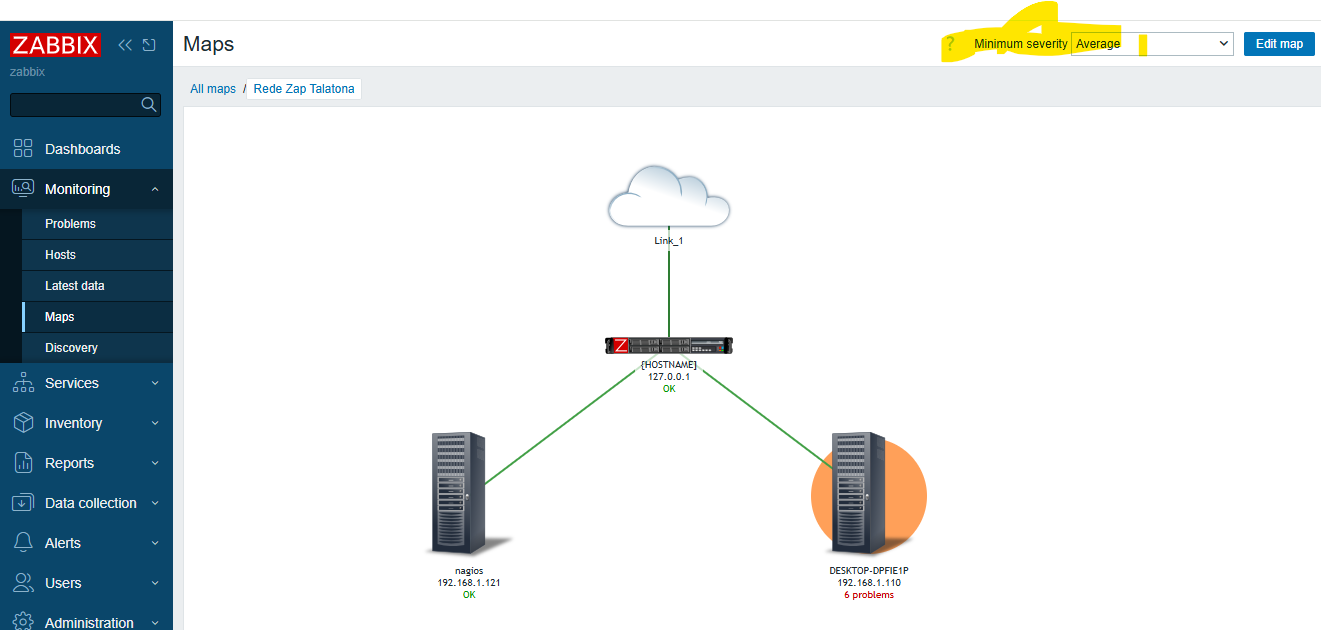 ZABBIX
zabbix
Dashboards
Monitoring
Problems
Hosts
Latest data
Maps
Discovery
Services
Inventory
Reports
Data collection
Alerts
Users
Administration
Maps
? Minimum severity Average
Edit map
All maps / Rede Zap Talatona
Link_1
Z
{HOSTNAME}
127.0.0.1
OK
nagios
192.168.1.121
OK
DESKTOP-DPFIE1P
192.168.1.110
6 problems